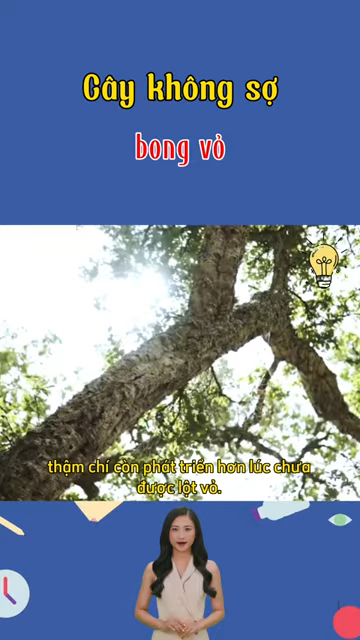 Cây không sợ
bong vỏ
thậm chí còn phát triển hơn lúc chưa
được lột vỏ.